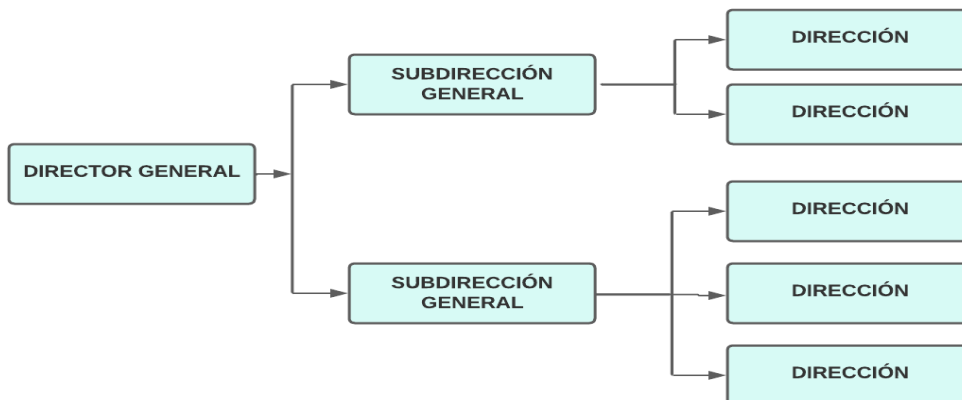 DIRECCIÓN
SUBDIRECCIÓN
GENERAL
DIRECCIÓN
DIRECTOR GENERAL
DIRECCIÓN
SUBDIRECCIÓN
GENERAL
DIRECCIÓN
DIRECCIÓN